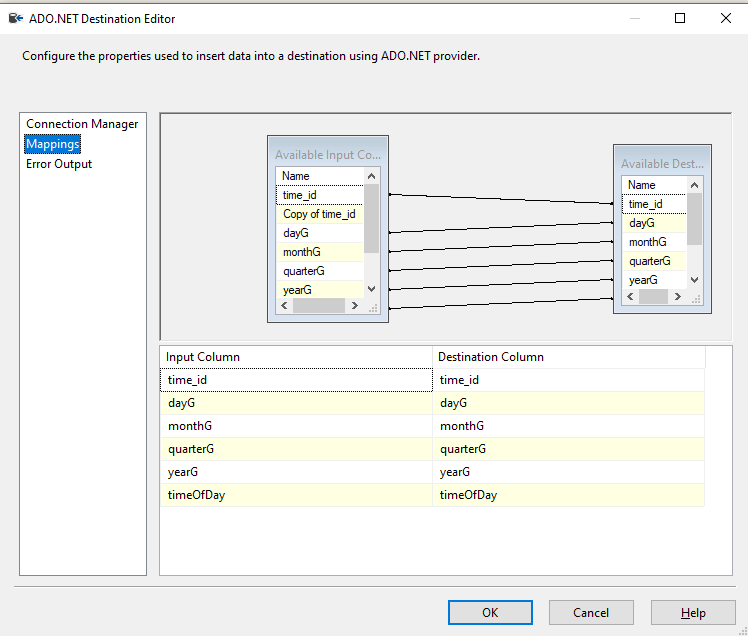 ADO.NET Destination Editor
Configure the properties used to insert data into a destination using ADO.NET provider.
Connection Manager
Mappings
Error Output
Available Input Co...
Name
time_id
Copy of time_id
dayG
monthG
quarterG
yearG
Available Dest...
Name
time_id
dayG
monthG
quarterG
yearG
Input Column Destination Column
time_id time_id
dayG dayG
monthG monthG
quarterG quarterG
yearG yearG
timeOfDay timeOfDay
OK Cancel Help